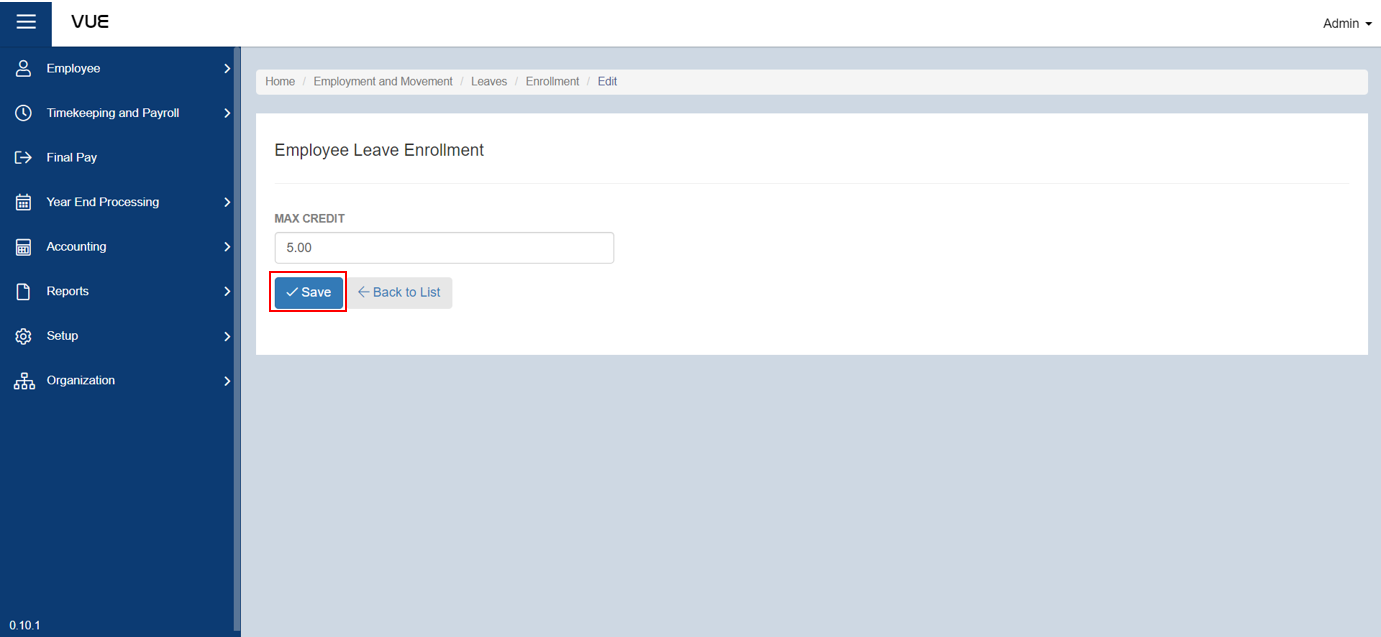 VUE
Admin
Employee
Timekeeping and Payroll
Final Pay
Year End Processing
Accounting
Reports
Setup
Organization
0.10.1
Home / Employment and Movement / Leaves / Enrollment / Edit
Employee Leave Enrollment
MAX CREDIT
5.00
Save
Back to List